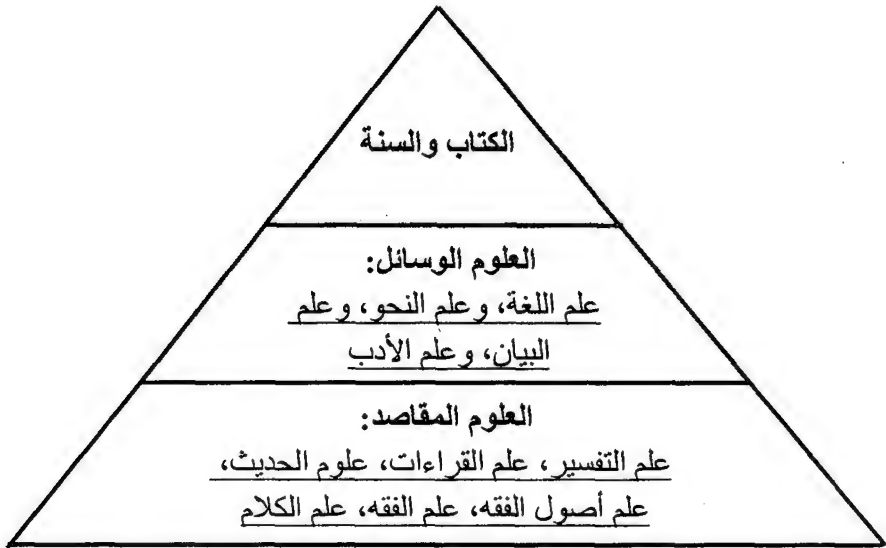 الكتاب والسنة
العلوم الوسائل:
علم اللغة، وعلم النحو، وعلم
البيان، وعلم الأدب
العلوم المقاصد:
علم التفسير، علم القراءات، علوم الحديث،
علم أصول الفقه، علم الفقه، علم الكلام